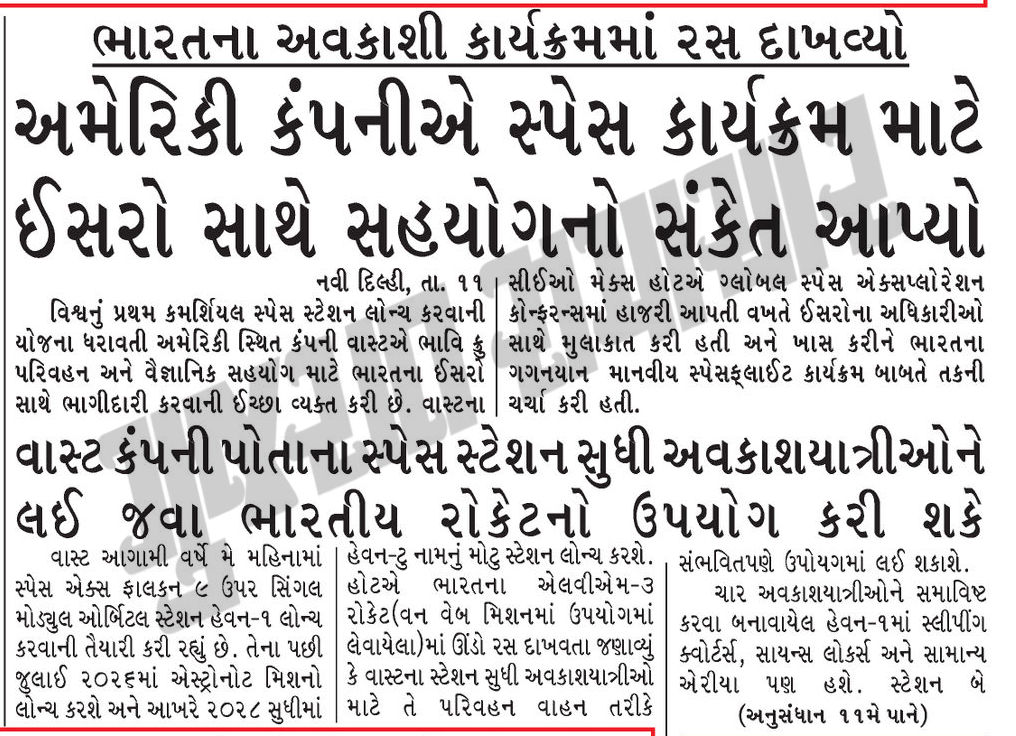 ભારતના અવકાશી કાર્યક્રમમાં રસ દાખવ્યો
અમેરિકી કંપનીએ સ્પેસ કાર્યક્રમ માટે
ઈસરો સાથે સહયોગનો સંકેત આપ્યો
નવી દિલ્હી, તા. ૧૧
વિશ્વનું પ્રથમ કમર્શિયલ સ્પેસ સ્ટેશન લોન્ચ કરવાની
યોજના ધરાવતી અમેરિકી સ્થિત કંપની વાસ્ટએ ભાવિ ક્રુ
પરિવહન અને વૈજ્ઞાનિક સહયોગ માટે ભારતના ઈસરો
સાથે ભાગીદારી કરવાની ઈચ્છા વ્યક્ત કરી છે. વાસ્ટના
સીઈઓ મેક્સ હોટએ ગ્લોબલ સ્પેસ એક્સપ્લોરેશન
કોન્ફરન્સમાં હાજરી આપતી વખતે ઈસરોના અધિકારીઓ
સાથે મુલાકાત કરી હતી અને ખાસ કરીને ભારતના
ગગનયાન માનવીય સ્પેસફ્લાઈટ કાર્યક્રમ બાબતે તકની
ચર્ચા કરી હતી.
વાસ્ટ કંપની પોતાના સ્પેસ સ્ટેશન સુધી અવકાશયાત્રીઓને
લઈ જવા ભારતીય રોકેટનો ઉપયોગ કરી શકે
વાસ્ટ આગામી વર્ષે મે મહિનામાં
સ્પેસ એક્સ ફાલ્કન ૯ ઉપર સિંગલ
મોડ્યુલ ઓર્બિટલ સ્ટેશન હેવન-૧ લોન્ચ
કરવાની તૈયારી કરી રહ્યું છે. તેના પછી
જુલાઈ ૨૦૨૬માં એસ્ટ્રોનોટ મિશનો
લોન્ચ કરશે અને આખરે ૨૦૨૮ સુધીમાં
હેવન-ટુ નામનું મોટુ સ્ટેશન લોન્ચ કરશે.
હોટએ ભારતના એલવીએમ-૩
રોકેટ(વન વેબ મિશનમાં ઉપયોગમાં
લેવાયેલા)માં ઊંડો રસ દાખવતા જણાવ્યું
કે વાસ્ટના સ્ટેશન સુધી અવકાશયાત્રીઓ
માટે તે પરિવહન વાહન તરીકે
સંભવિતપણે ઉપોયગમાં લઈ શકાશે.
ચાર અવકાશયાત્રીઓને સમાવિષ્ટ
કરવા બનાવાયેલ હેવન-૧માં સ્લીપીંગ
ક્વોર્ટર્સ, સાયન્સ લોકર્સ અને સામાન્ય
એરીયા પણ હશે. સ્ટેશન બે
(અનુસંધાન ૧૧મે પાને)
ગુજરાત સમાચાર